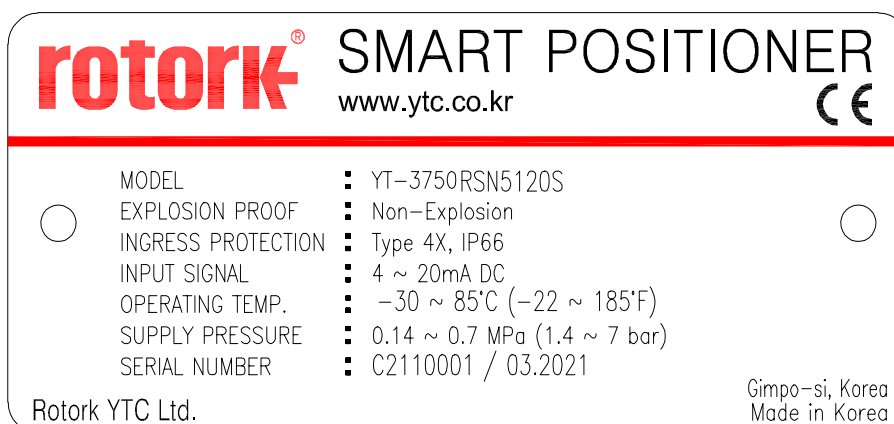 rotork® SMART POSITIONER
www.ytc.co.kr CE
MODEL : YT-3750RSN5120S
EXPLOSION PROOF : Non-Explosion
INGRESS PROTECTION : Type 4X, IP66
INPUT SIGNAL : 4 ~ 20mA DC
OPERATING TEMP. : -30 ~ 85°C (-22 ~ 185°F)
SUPPLY PRESSURE : 0.14 ~ 0.7 MPa (1.4 ~ 7 bar)
SERIAL NUMBER : C2110001 / 03.2021
Rotork YTC Ltd.
Gimpo-si, Korea
Made in Korea